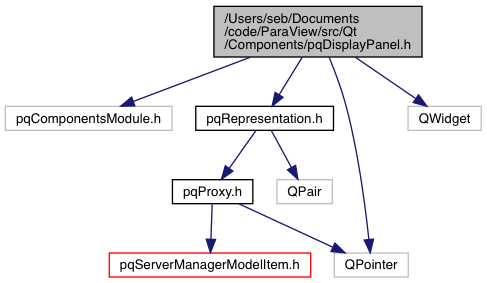 /Users/seb/Documents
/code/ParaView/src/Qt
/Components/pqDisplayPanel.h
pqComponentsModule.h
pqRepresentation.h
QWidget
pqProxy.h
QPair
pqServerManagerModelItem.h
QPointer